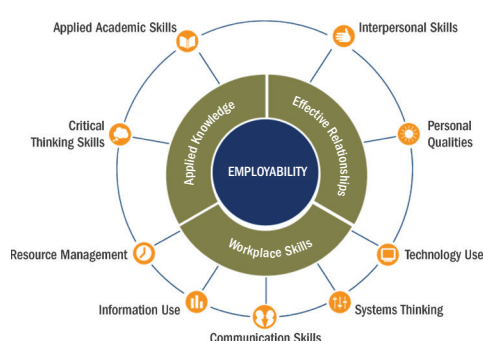 Applied Academic Skills
Interpersonal Skills
Critical
Thinking Skills
Applied Knowledge
Effective Relationships
Personal
Qualities
EMPLOYABILITY
Workplace Skills
Resource Management
Technology Use
Information Use
Systems Thinking
Communication Skills